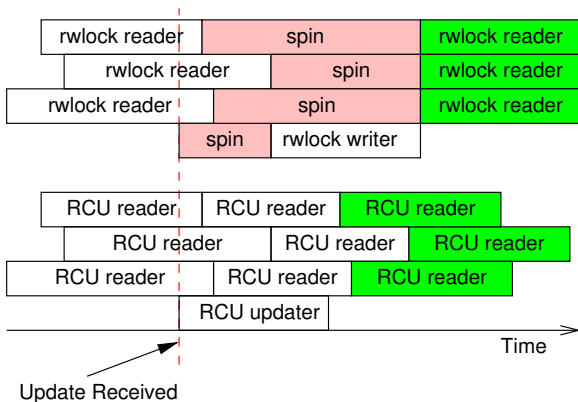 rwlock reader spin rwlock reader
rwlock reader spin rwlock reader
rwlock reader spin rwlock reader
spin rwlock writer
RCU reader RCU reader RCU reader
RCU reader RCU reader RCU reader
RCU reader RCU reader RCU reader
RCU updater
Time
Update Received